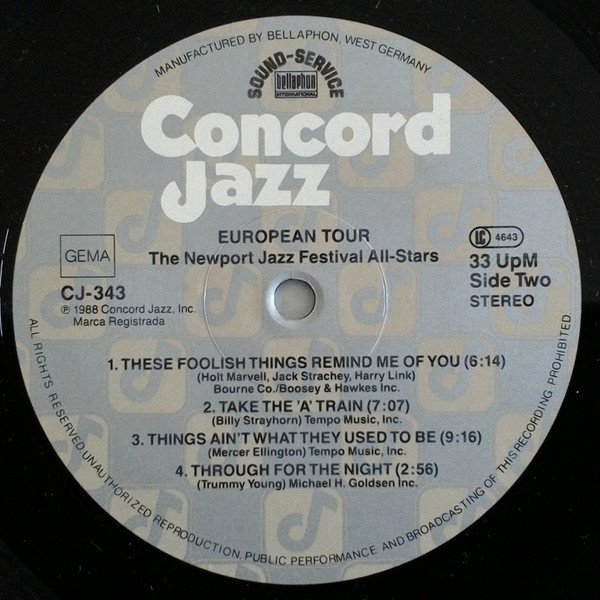 MANUFACTURED BY BELLAPHON, WEST GERMANY
SOUND-SERVICE
bellaphon
INTERNATIONAL
Concord
Jazz
EUROPEAN TOUR
The Newport Jazz Festival All-Stars
GEMA
LC 4643
CJ-343
℗ 1988 Concord Jazz, Inc.
Marca Registrada
33 UpM
Side Two
STEREO
1. THESE FOOLISH THINGS REMIND ME OF YOU (6:14)
(Holt Marvell, Jack Strachey, Harry Link)
Bourne Co./Boosey & Hawkes Inc.
2. TAKE THE 'A' TRAIN (7:07)
(Billy Strayhorn) Tempo Music, Inc.
3. THINGS AIN'T WHAT THEY USED TO BE (9:16)
(Mercer Ellington) Tempo Music, Inc.
4. THROUGH FOR THE NIGHT (2:56)
(Trummy Young) Michael H. Goldsen Inc.
ALL RIGHTS RESERVED UNAUTHORIZED REPRODUCTION, PUBLIC PERFORMANCE AND BROADCASTING OF THIS RECORDING PROHIBITED.